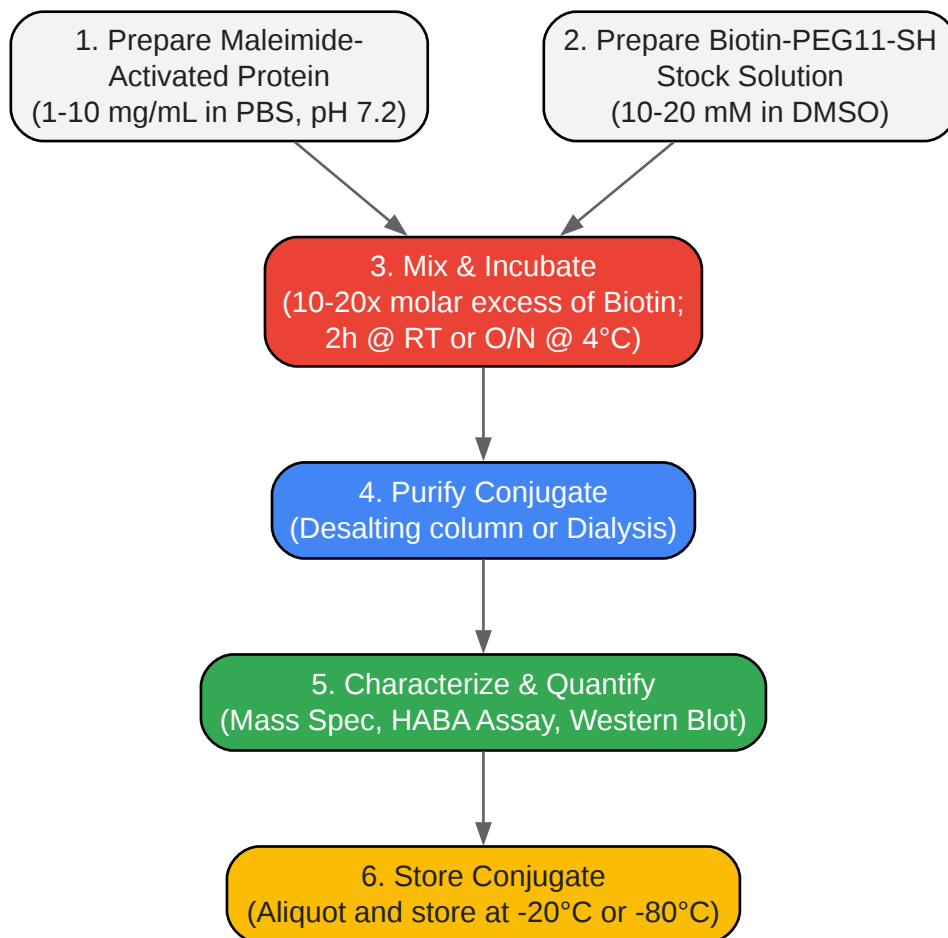 1. Prepare Maleimide-
Activated Protein
(1-10 mg/mL in PBS, pH 7.2)
2. Prepare Biotin-PEG11-SH
Stock Solution
(10-20 mM in DMSO)
3. Mix & Incubate
(10-20x molar excess of Biotin;
2h @ RT or O/N @ 4°C)
4. Purify Conjugate
(Desalting column or Dialysis)
5. Characterize & Quantify
(Mass Spec, HABA Assay, Western Blot)
6. Store Conjugate
(Aliquot and store at -20°C or -80°C)